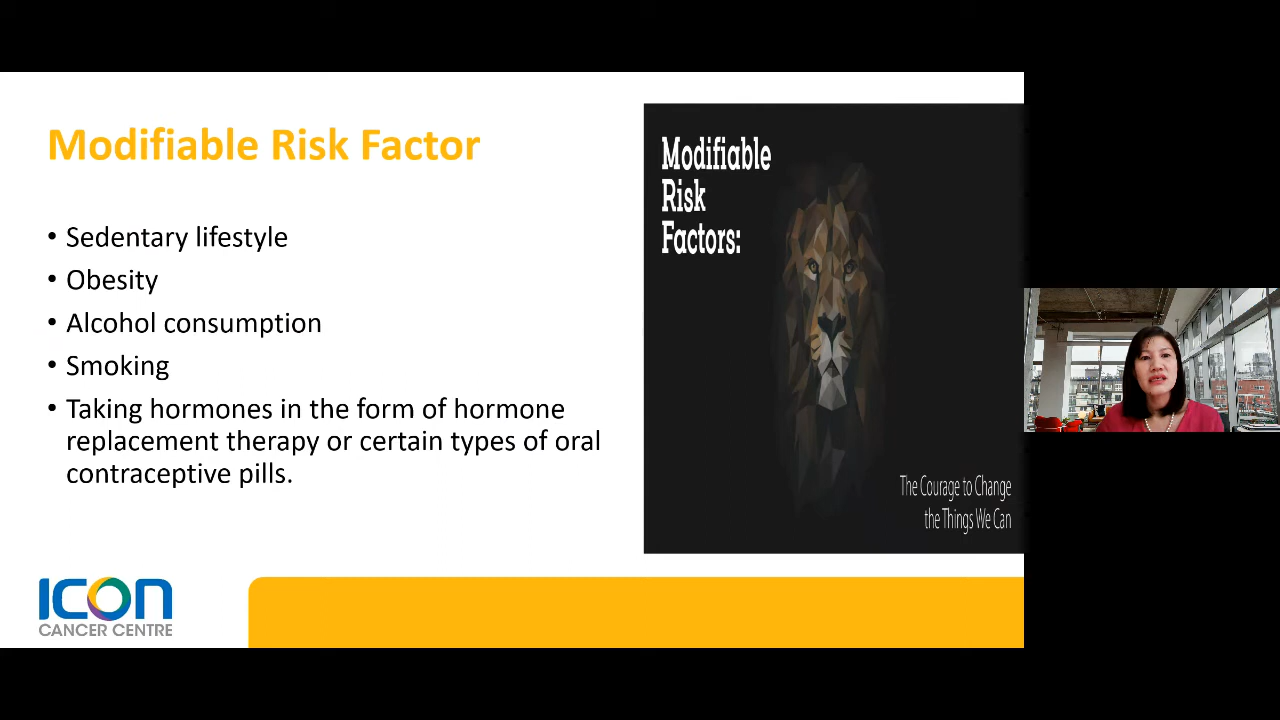 Modifiable Risk Factor
• Sedentary lifestyle
• Obesity
• Alcohol consumption
• Smoking
• Taking hormones in the form of hormone
replacement therapy or certain types of oral
contraceptive pills.
Modifiable
Risk
Factors:
The Courage to Change
the Things We Can
ICON
CANCER CENTRE